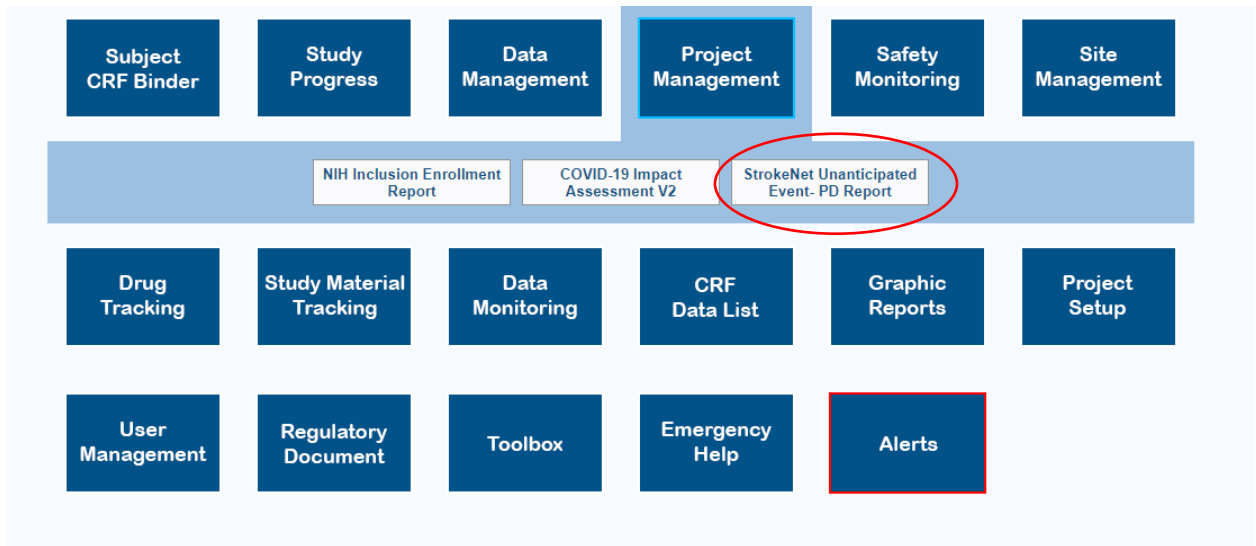 Subject
CRF Binder
Study
Progress
Data
Management
Project
Management
Safety
Monitoring
Site
Management
NIH Inclusion Enrollment
Report
COVID-19 Impact
Assessment V2
StrokeNet Unanticipated
Event- PD Report
Drug
Tracking
Study Material
Tracking
Data
Monitoring
CRF
Data List
Graphic
Reports
Project
Setup
User
Management
Regulatory
Document
Toolbox
Emergency
Help
Alerts